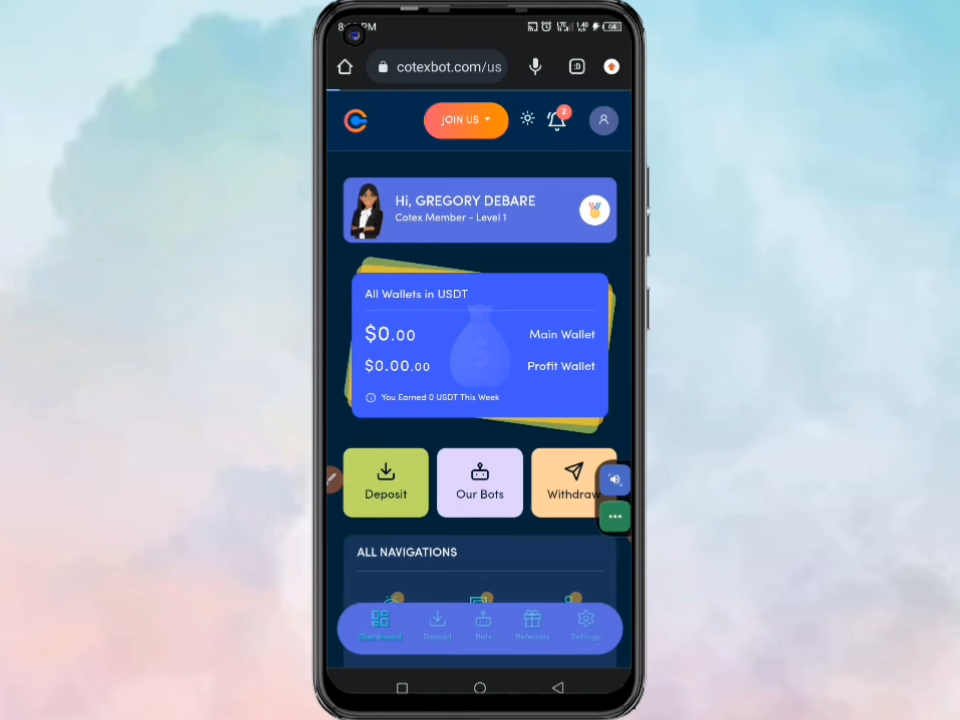 cotexbot.com/us
:D
JOIN US
2
Hi, GREGORY DEBARE
Cotex Member - Level 1
All Wallets in USDT
$0.00
Main Wallet
$0.00.00
Profit Wallet
You Earned 0 USDT This Week
Deposit
Our Bots
Withdraw
ALL NAVIGATIONS
Dashboard
Deposit
Bots
Referrals
Settings